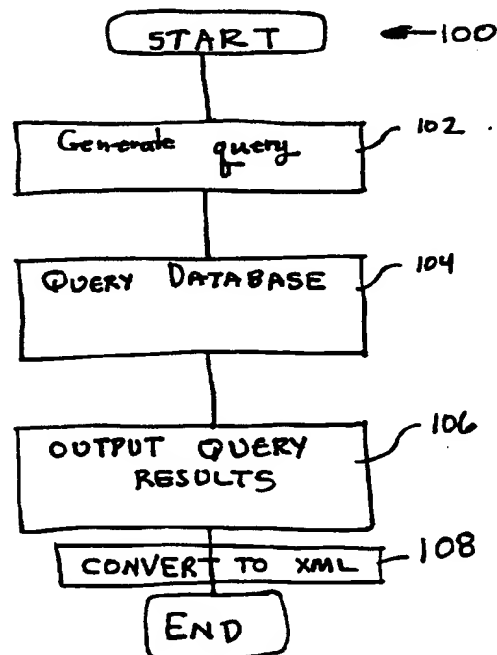 START
100
Generate query
102
QUERY DATABASE
104
OUTPUT QUERY
RESULTS
106
CONVERT TO XML
108
END